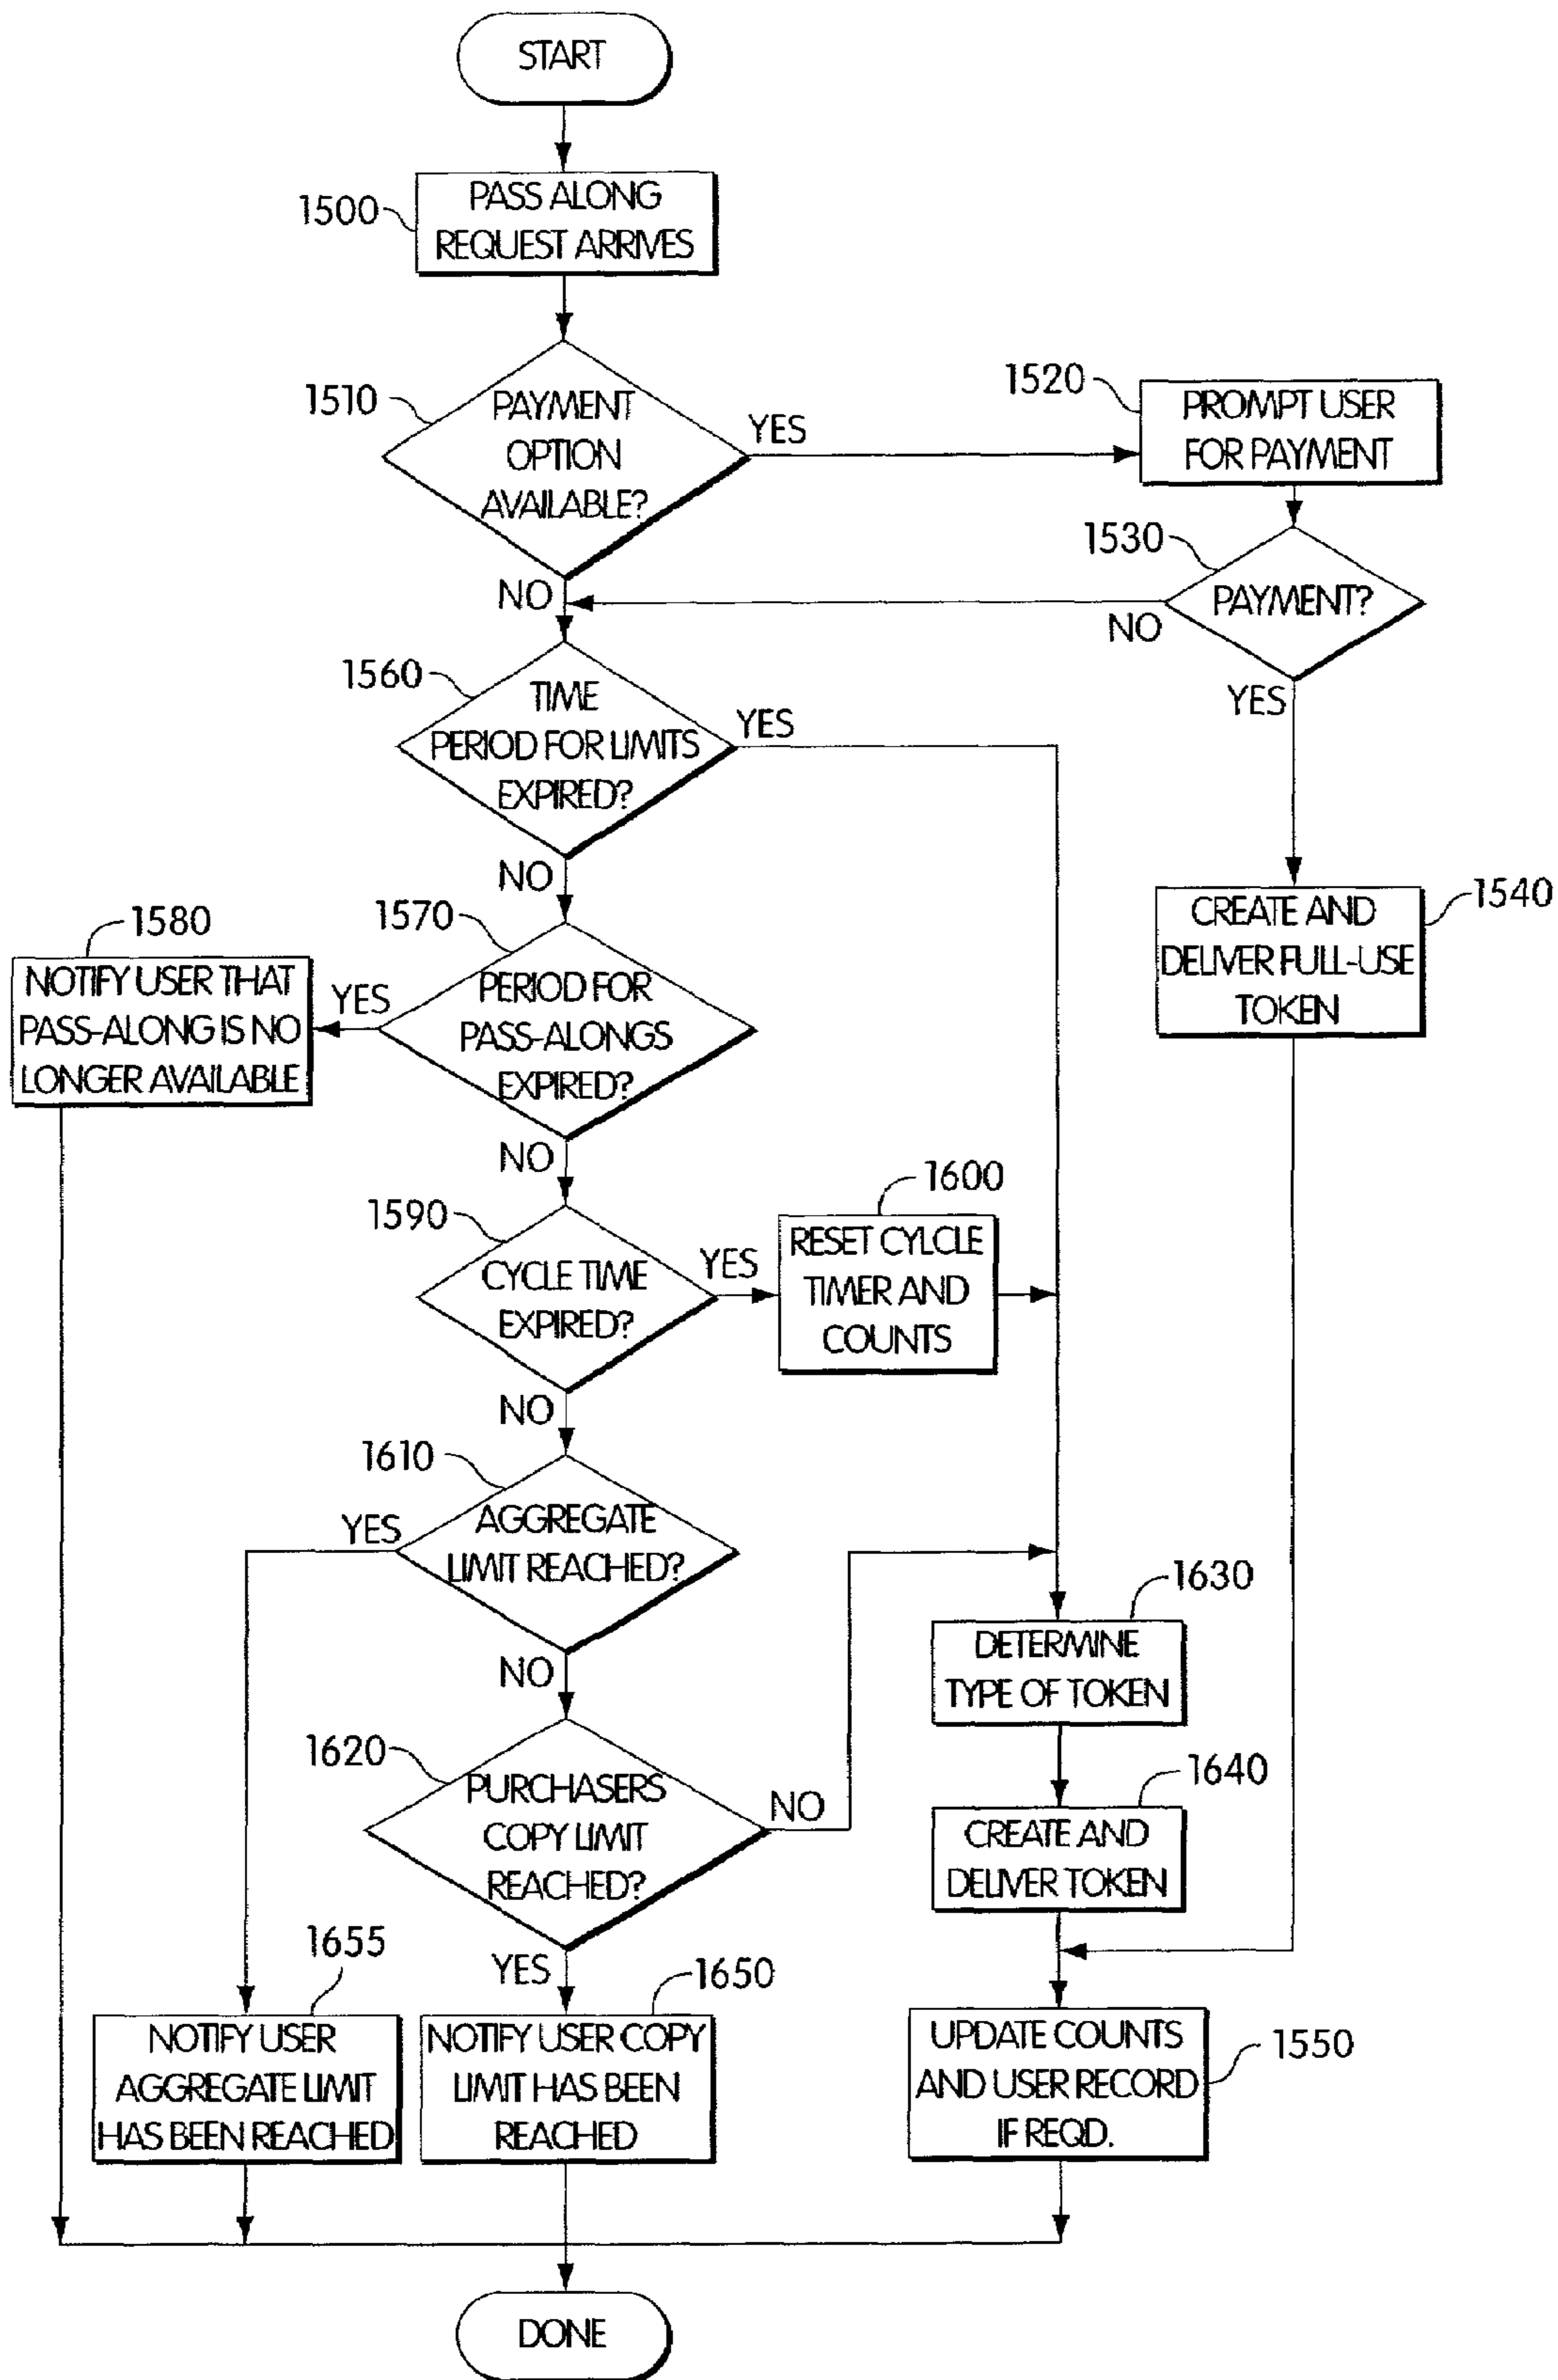 START
1500
PASS ALONG
REQUEST ARRIVES
1510
PAYMENT
OPTION
AVAILABLE?
YES
NO
1520
PROMPT USER
FOR PAYMENT
1530
PAYMENT?
NO
YES
1540
CREATE AND
DELIVER FULL-USE
TOKEN
1560
TIME
PERIOD FOR LIMITS
EXPIRED?
YES
NO
1570
PERIOD FOR
PASS-ALONGS
EXPIRED?
YES
NO
1580
NOTIFY USER THAT
PASS-ALONG IS NO
LONGER AVAILABLE
1590
CYCLE TIME
EXPIRED?
YES
NO
1600
RESET CYLCLE
TIMER AND
COUNTS
1610
AGGREGATE
LIMIT REACHED?
YES
NO
1620
PURCHASERS
COPY LIMIT
REACHED?
NO
YES
1630
DETERMINE
TYPE OF TOKEN
1640
CREATE AND
DELIVER TOKEN
1655
NOTIFY USER
AGGREGATE LIMIT
HAS BEEN REACHED
1650
NOTIFY USER COPY
LIMIT HAS BEEN
REACHED
1550
UPDATE COUNTS
AND USER RECORD
IF REQD.
DONE